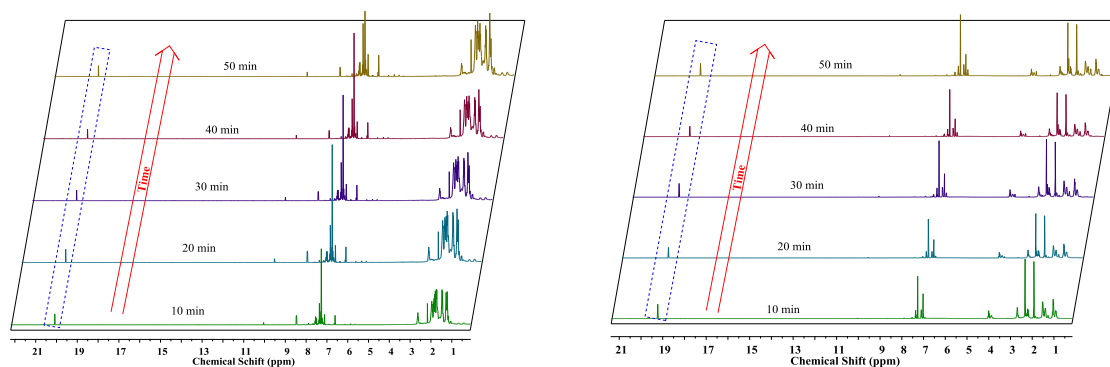 50 min
40 min
30 min
20 min
10 min
Time
21 19 17 15 13 11 9 7 5 4 3 2 1
Chemical Schift (ppm)
50 min
40 min
30 min
20 min
10 min
Time
21 19 17 15 13 11 9 8 7 6 5 4 3 2 1
Chemical Shift (ppm)